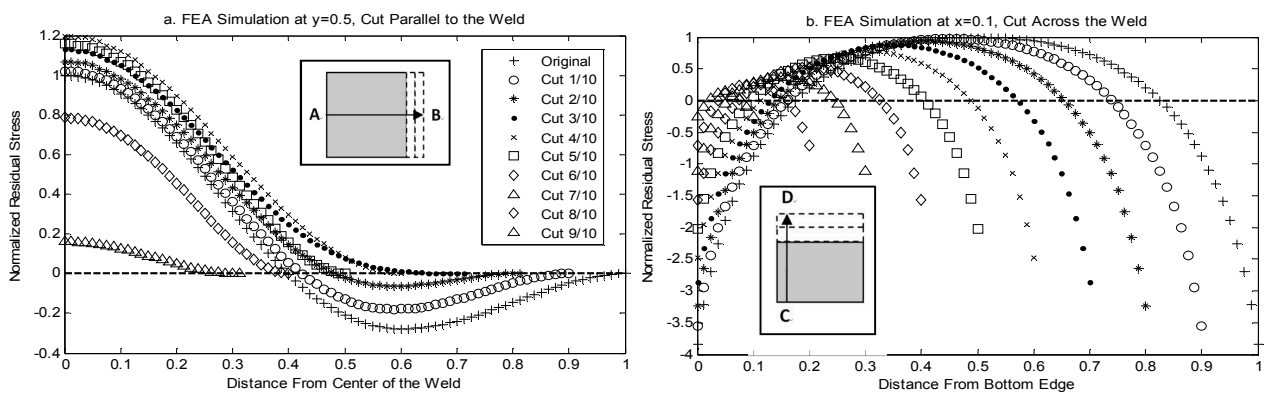 a. FEA Simulation at y=0.5, Cut Parallel to the Weld
Normalized Residual Stress
1.2
1
0.8
0.6
0.4
0.2
0
-0.2
-0.4
0
0.1
0.2
0.3
0.4
0.5
0.6
0.7
0.8
0.9
1
Distance From Center of the Weld
A
B
Original
Cut 1/10
Cut 2/10
Cut 3/10
Cut 4/10
Cut 5/10
Cut 6/10
Cut 7/10
Cut 8/10
Cut 9/10
b. FEA Simulation at x=0.1, Cut Across the Weld
Normalized Residual Stress
1
0.5
0
-0.5
-1
-1.5
-2
-2.5
-3
-3.5
-4
0
0.1
0.2
0.3
0.4
0.5
0.6
0.7
0.8
0.9
1
Distance From Bottom Edge
D
C